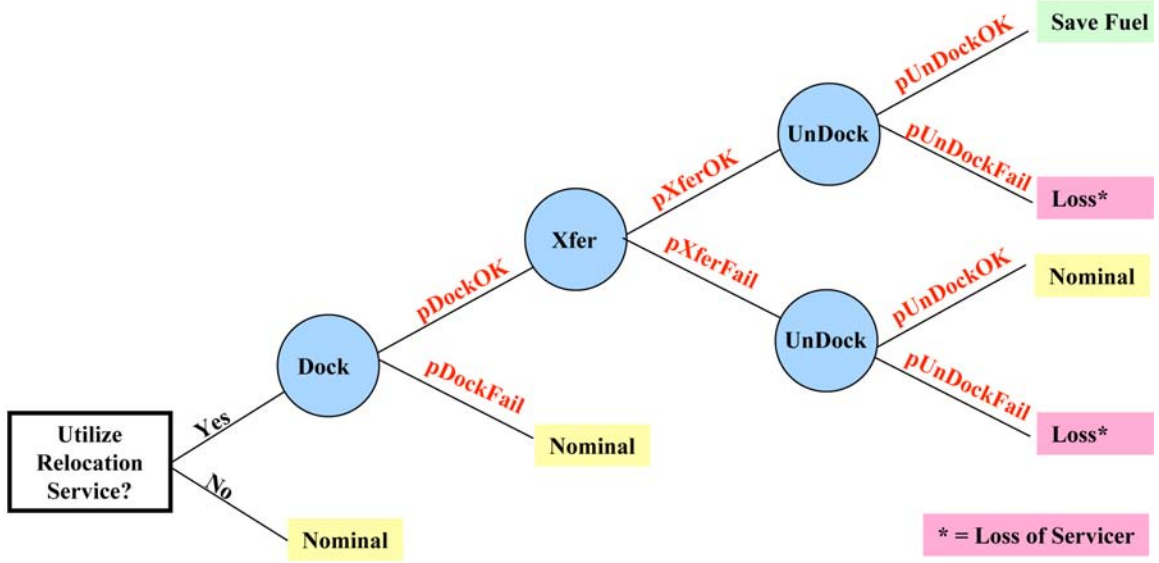 Save Fuel
pUnDockOK
UnDock
pUnDockFail
pXferOK
Loss*
Xfer
pXferFail
pUnDockOK
Nominal
pDockOK
UnDock
pUnDockFail
Dock
pDockFail
Yes
Loss*
Nominal
Utilize
Relocation
Service?
No
Nominal
* = Loss of Servicer